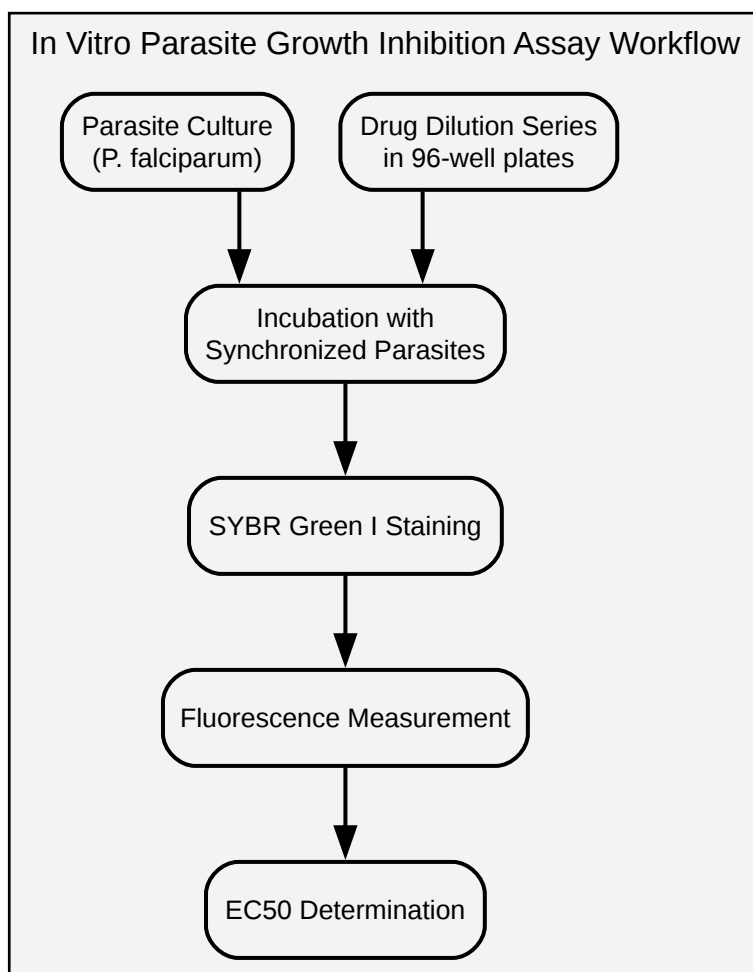 In Vitro Parasite Growth Inhibition Assay Workflow
Parasite Culture
(P. falciparum)
Drug Dilution Series
in 96-well plates
Incubation with
Synchronized Parasites
SYBR Green I Staining
Fluorescence Measurement
EC50 Determination